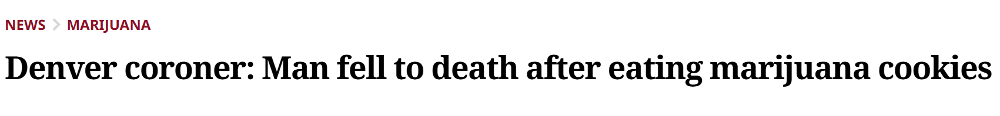 NEWS > MARIJUANA
Denver coroner: Man fell to death after eating marijuana cookies